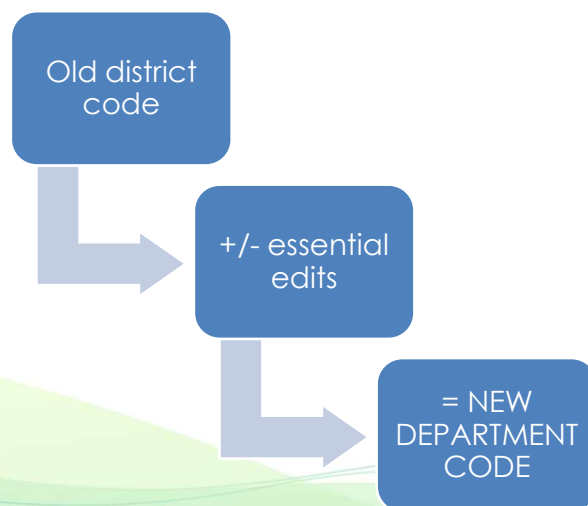 Old district
code
+/- essential
edits
= NEW
DEPARTMENT
CODE